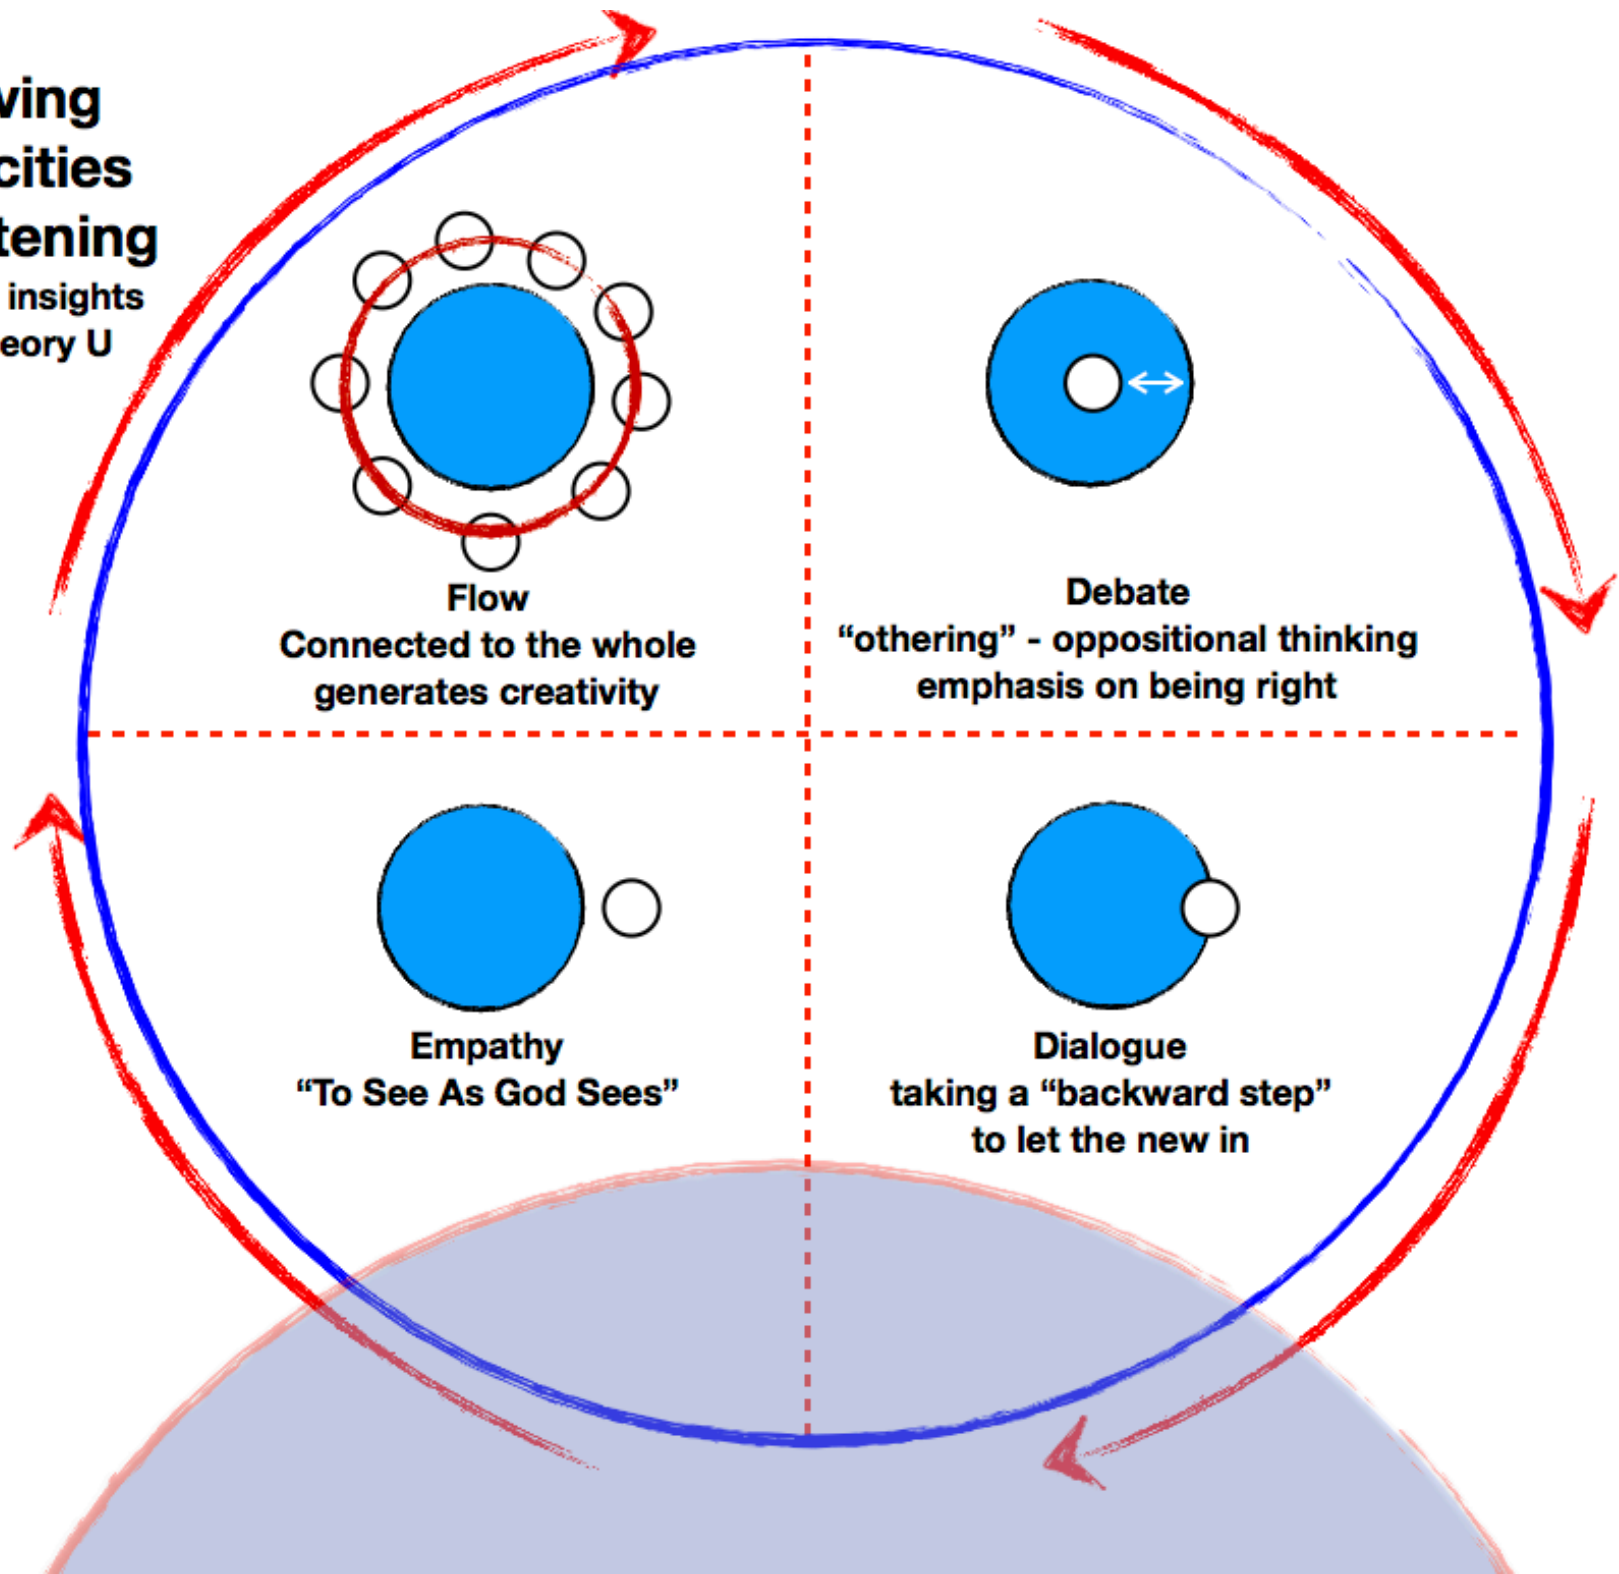 ving
cities
tening
insights
eory U
Flow
Connected to the whole
generates creativity
Debate
“othering” - oppositional thinking
emphasis on being right
Empathy
“To See As God Sees”
Dialogue
taking a “backward step”
to let the new in